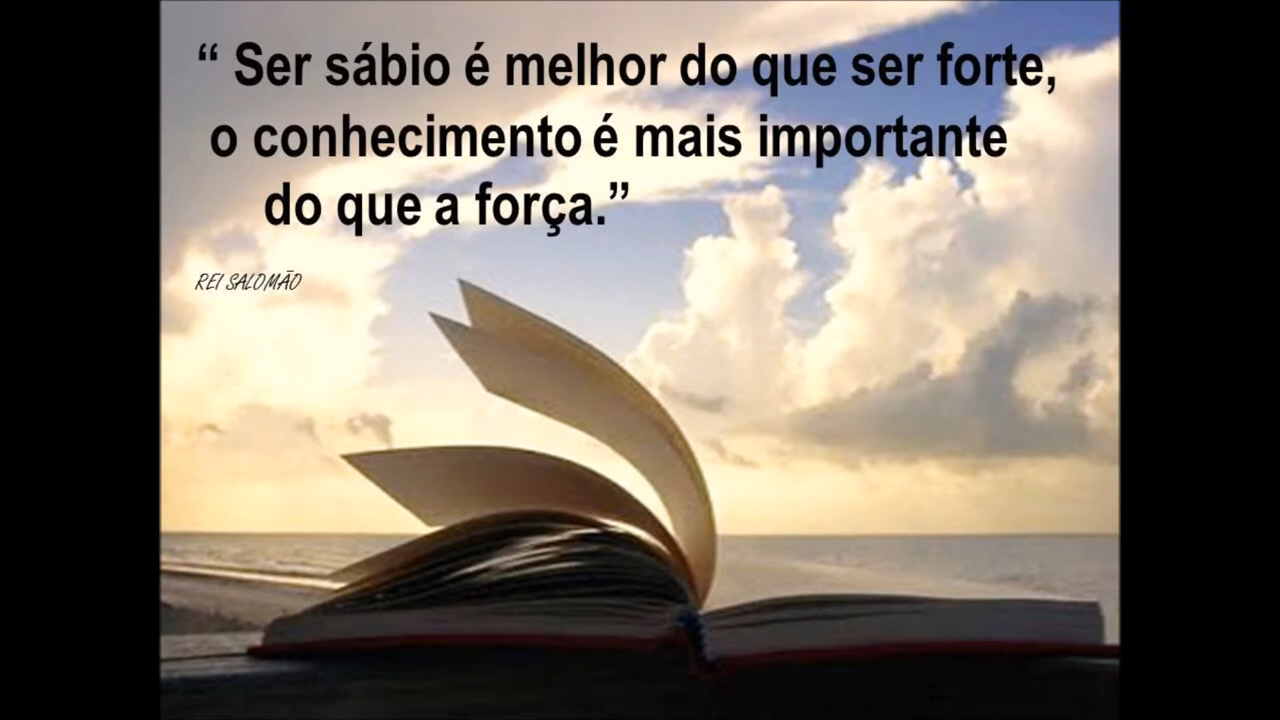 “ Ser sábio é melhor do que ser forte,
o conhecimento é mais importante
do que a força.”
REI SALOMÃO